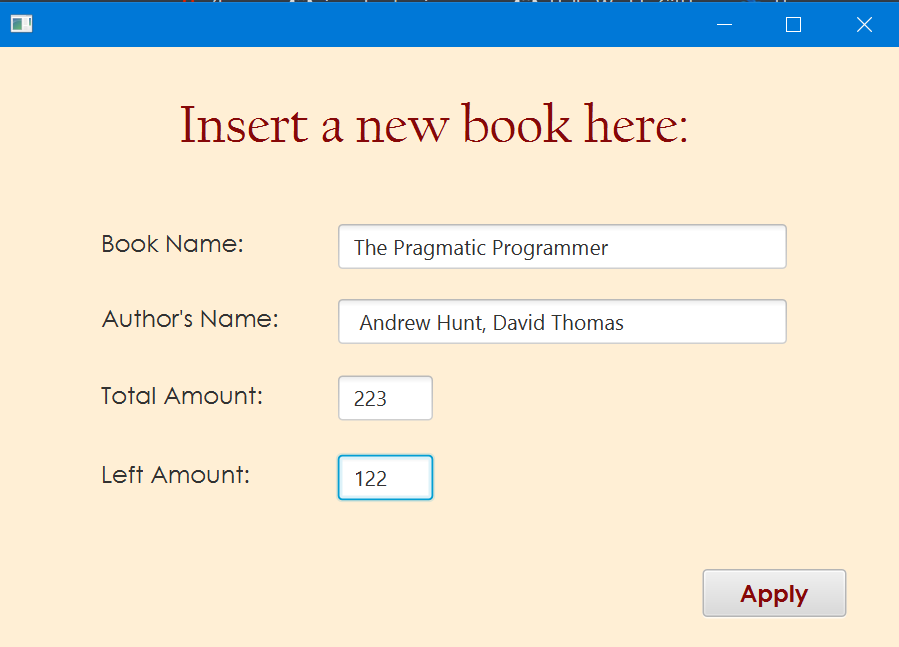 Insert a new book here:
Book Name: The Pragmatic Programmer
Author's Name: Andrew Hunt, David Thomas
Total Amount: 223
Left Amount: 122
Apply